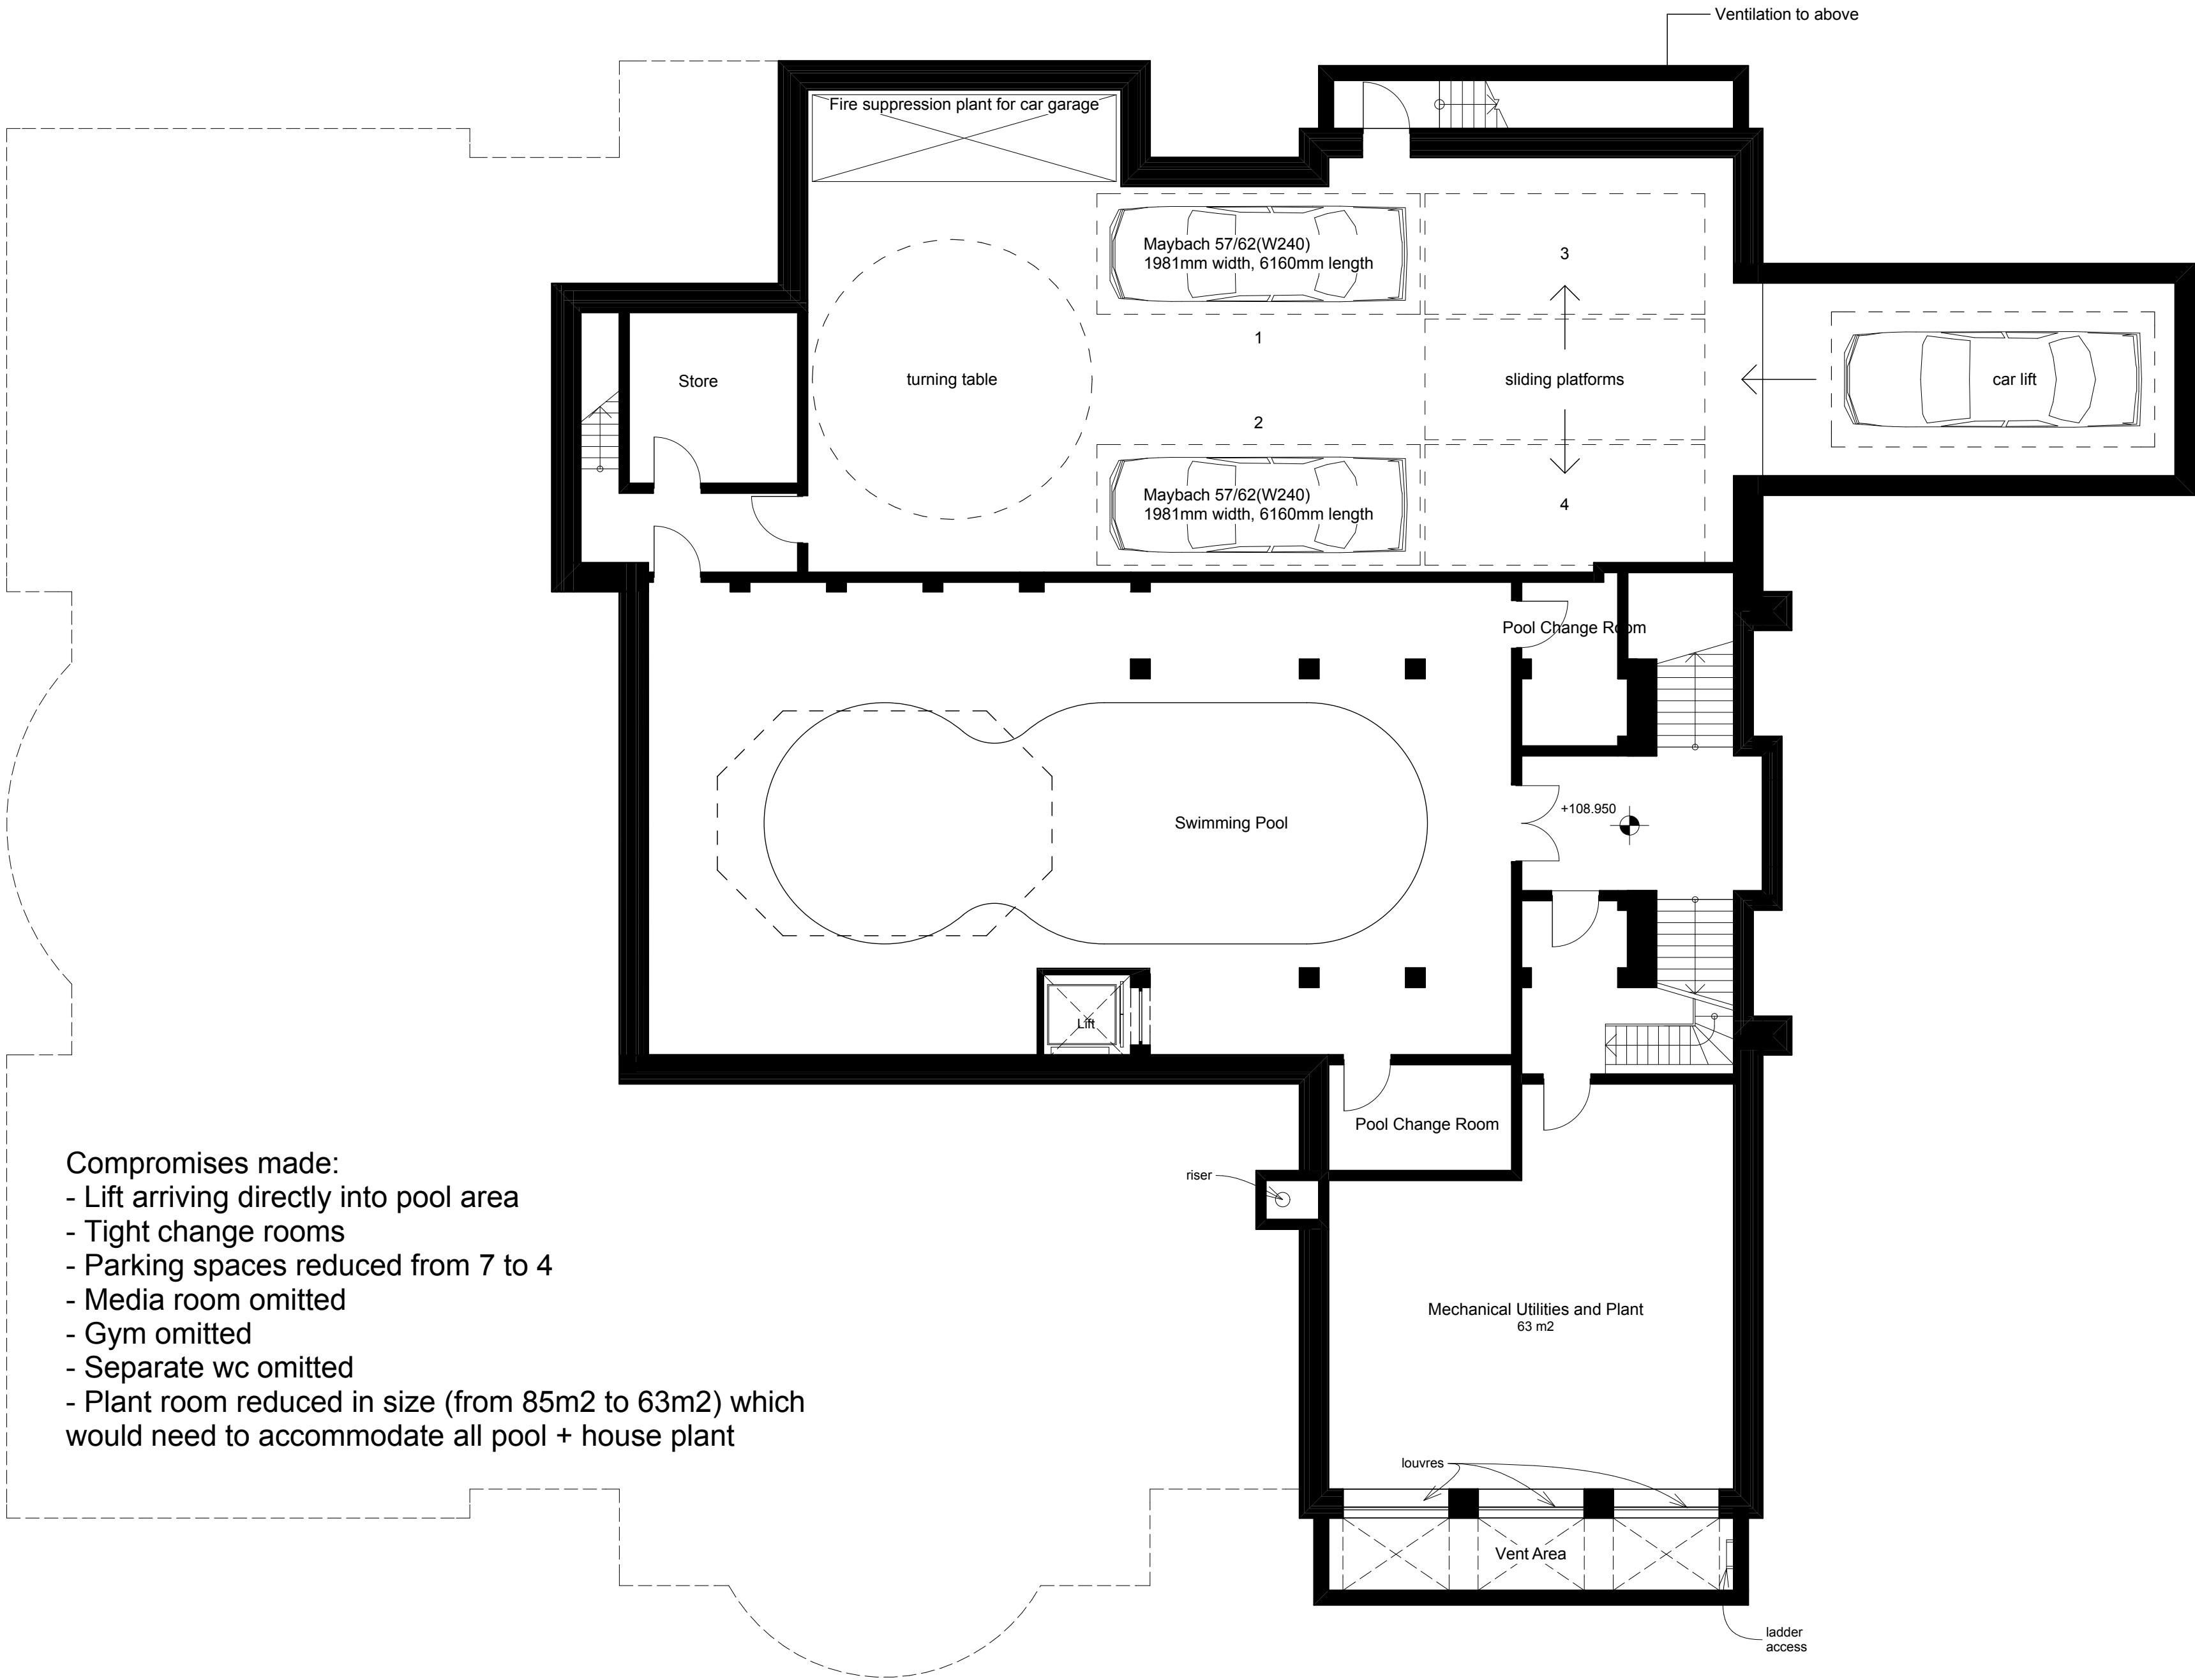 Ventilation to above
Fire suppression plant for car garage
Maybach 57/62(W240)
1981mm width, 6160mm length
3
1
Store
turning table
sliding platforms
car lift
2
Maybach 57/62(W240)
1981mm width, 6160mm length
4
Pool Change Room
+108.950
Swimming Pool
Lift
Pool Change Room
riser
Compromises made:
- Lift arriving directly into pool area
- Tight change rooms
- Parking spaces reduced from 7 to 4
- Media room omitted
- Gym omitted
- Separate wc omitted
- Plant room reduced in size (from 85m2 to 63m2) which
would need to accommodate all pool + house plant
Mechanical Utilities and Plant
63 m2
louvres
Vent Area
ladder
access